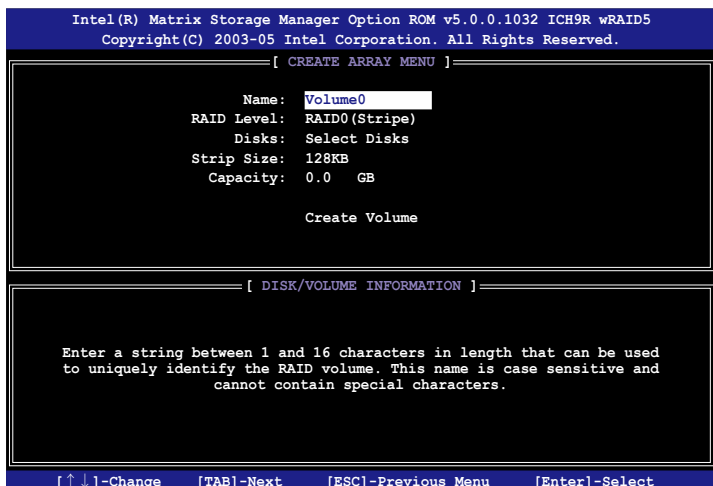 Intel(R) Matrix Storage Manager Option ROM v5.0.0.1032 ICH9R wRAID5
Copyright(C) 2003-05 Intel Corporation. All Rights Reserved.
[ CREATE ARRAY MENU ]
Name: Volume0
RAID Level: RAID0(Stripe)
Disks: Select Disks
Strip Size: 128KB
Capacity: 0.0 GB
Create Volume
[ DISK/VOLUME INFORMATION ]
Enter a string between 1 and 16 characters in length that can be used
to uniquely identify the RAID volume. This name is case sensitive and
cannot contain special characters.
[↑↓]-Change [TAB]-Next [ESC]-Previous Menu [Enter]-Select